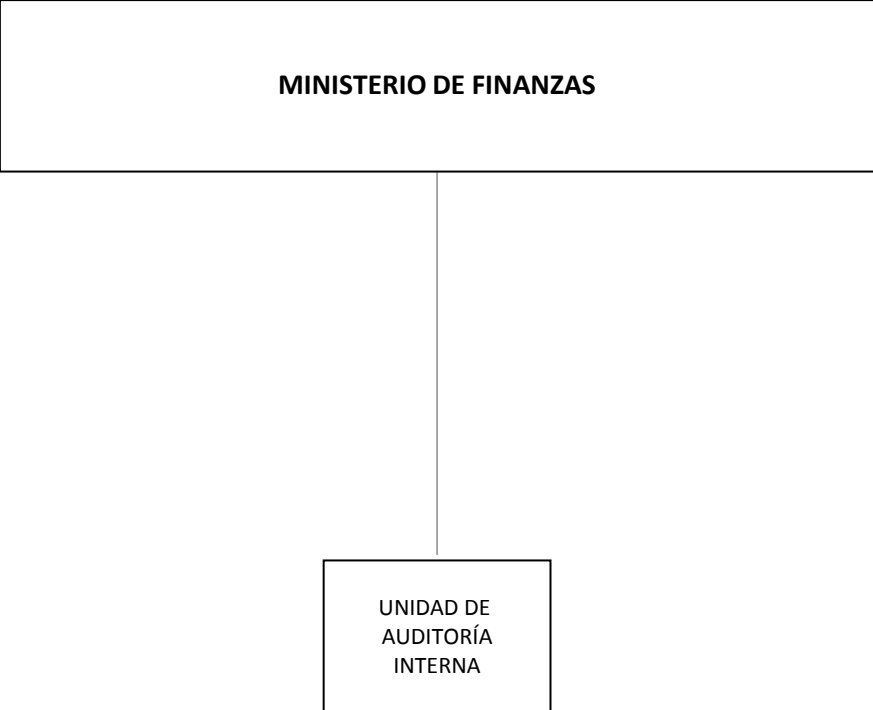 MINISTERIO DE FINANZAS
UNIDAD DE
AUDITORÍA
INTERNA